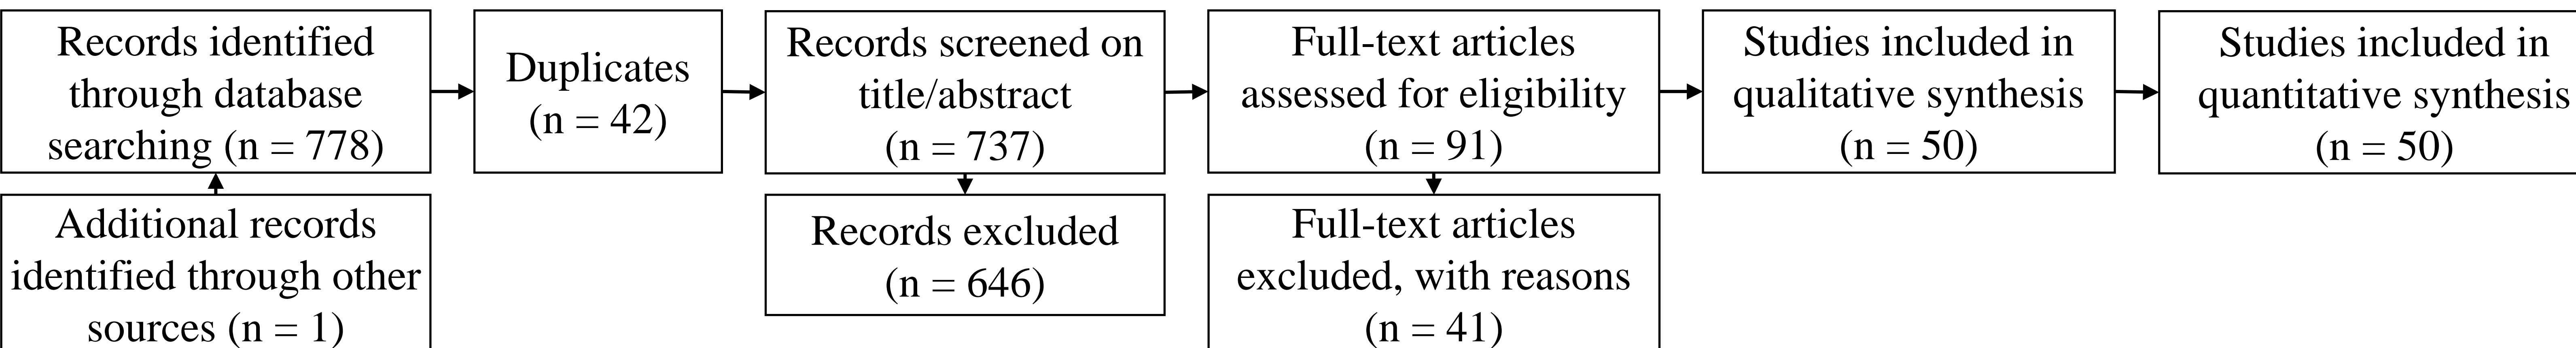 Records identified
through database
searching (n = 778)
Duplicates
(n = 42)
Records screened on
title/abstract
(n = 737)
Full-text articles
assessed for eligibility
(n = 91)
Studies included in
qualitative synthesis
(n = 50)
Studies included in
quantitative synthesis
(n = 50)
Additional records
identified through other
sources (n = 1)
Records excluded
(n = 646)
Full-text articles
excluded, with reasons
(n = 41)